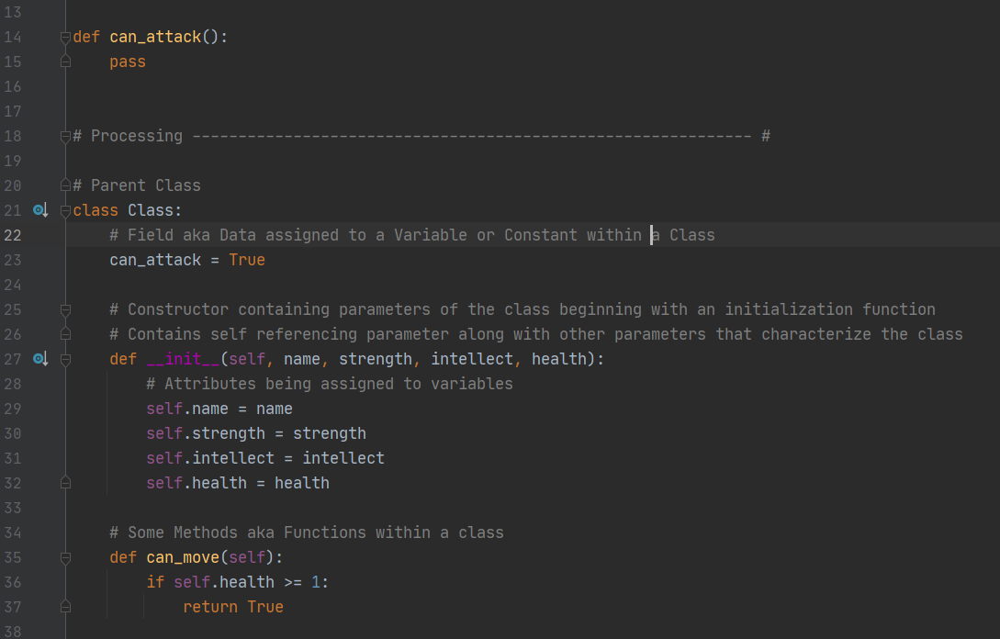 13
14 def can_attack():
15     pass
16
17
18 # Processing ------------------------------------------------------------- #
19
20 # Parent Class
21 class Class:
22     # Field aka Data assigned to a Variable or Constant within a Class
23     can_attack = True
24
25     # Constructor containing parameters of the class beginning with an initialization function
26     # Contains self referencing parameter along with other parameters that characterize the class
27     def __init__(self, name, strength, intellect, health):
28         # Attributes being assigned to variables
29         self.name = name
30         self.strength = strength
31         self.intellect = intellect
32         self.health = health
33
34     # Some Methods aka Functions within a class
35     def can_move(self):
36         if self.health >= 1:
37             return True
38